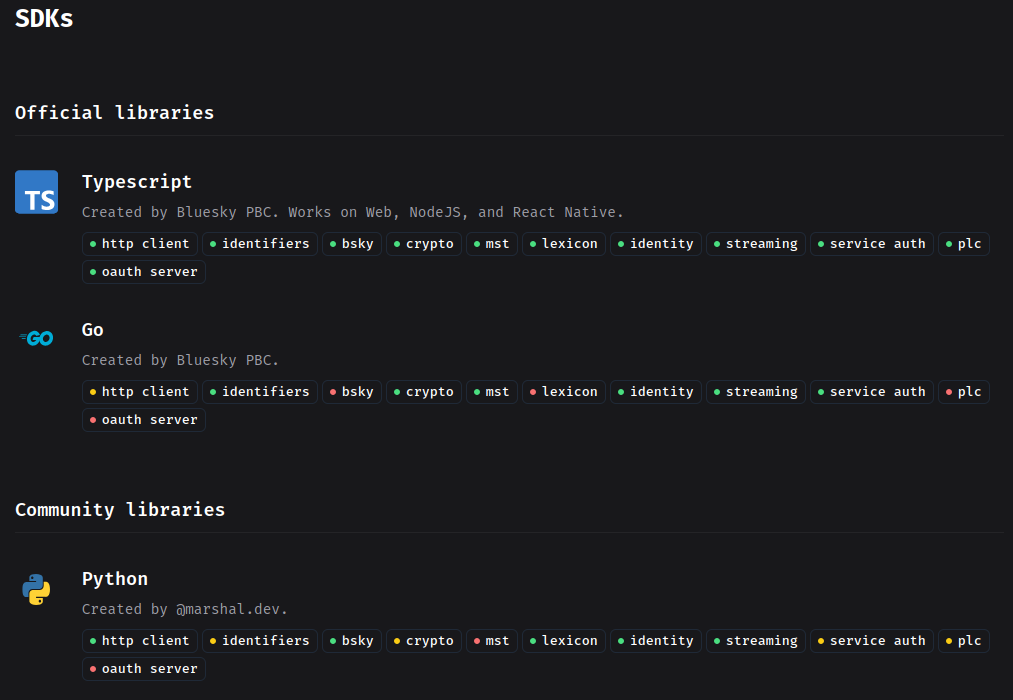 SDKs
Official libraries
TS
Typescript
Created by Bluesky PBC. Works on Web, NodeJS, and React Native.
http client identifiers bsky crypto mst lexicon identity streaming service auth plc
oauth server
GO
Go
Created by Bluesky PBC.
http client identifiers bsky crypto mst lexicon identity streaming service auth plc
oauth server
Community libraries
Python
Created by @marshal.dev.
http client identifiers bsky crypto mst lexicon identity streaming service auth plc
oauth server